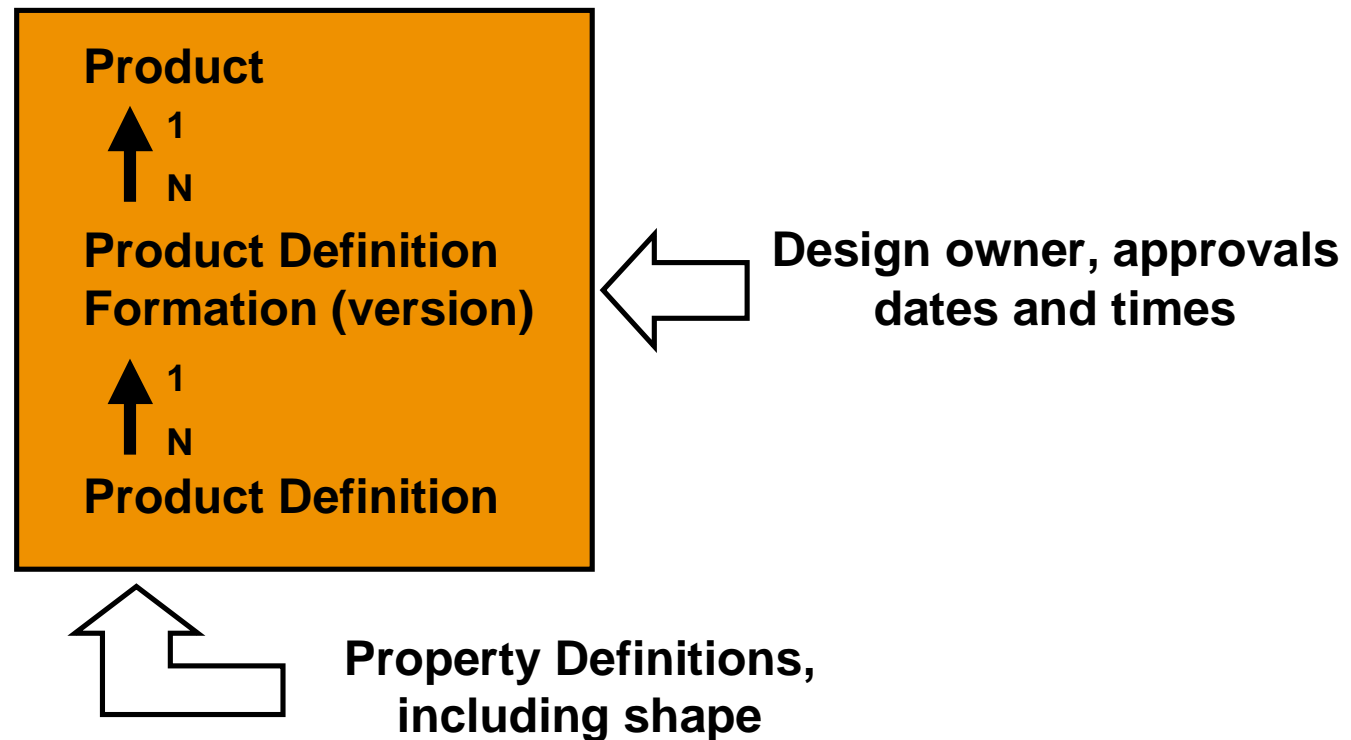 Product
1
N
Product Definition
Formation (version)
Design owner, approvals
dates and times
1
N
Product Definition
Property Definitions,
including shape